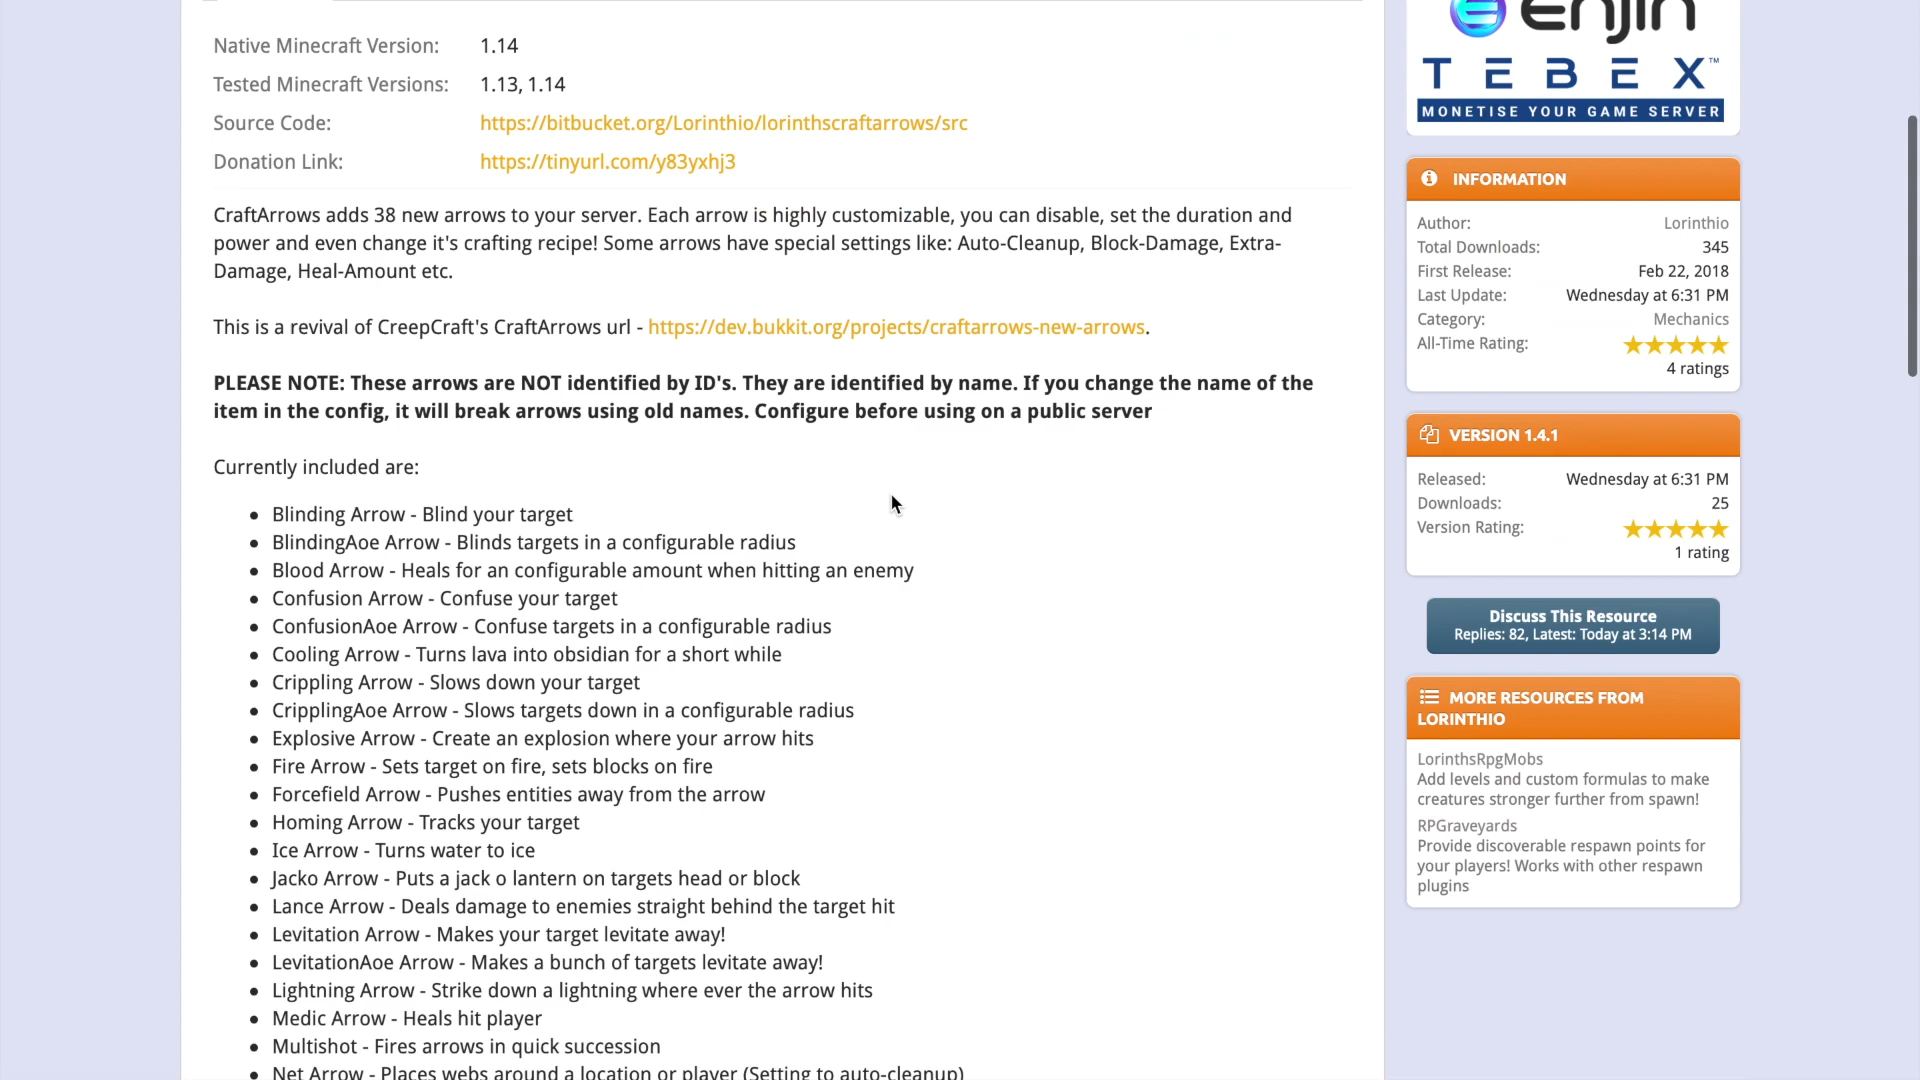 Native Minecraft Version: 1.14
Tested Minecraft Versions: 1.13, 1.14
Source Code: https://bitbucket.org/Lorinthio/lorinthscraftarrows/src
Donation Link: https://tinyurl.com/y83yxhj3
CraftArrows adds 38 new arrows to your server. Each arrow is highly customizable, you can disable, set the duration and
power and even change it's crafting recipe! Some arrows have special settings like: Auto-Cleanup, Block-Damage, Extra-
Damage, Heal-Amount etc.
This is a revival of CreepCraft's CraftArrows url - https://dev.bukkit.org/projects/craftarrows-new-arrows.
PLEASE NOTE: These arrows are NOT identified by ID's. They are identified by name. If you change the name of the
item in the config, it will break arrows using old names. Configure before using on a public server
Currently included are:
• Blinding Arrow - Blind your target
• BlindingAoe Arrow - Blinds targets in a configurable radius
• Blood Arrow - Heals for an configurable amount when hitting an enemy
• Confusion Arrow - Confuse your target
• ConfusionAoe Arrow - Confuse targets in a configurable radius
• Cooling Arrow - Turns lava into obsidian for a short while
• Crippling Arrow - Slows down your target
• CripplingAoe Arrow - Slows targets down in a configurable radius
• Explosive Arrow - Create an explosion where your arrow hits
• Fire Arrow - Sets target on fire, sets blocks on fire
• Forcefield Arrow - Pushes entities away from the arrow
• Homing Arrow - Tracks your target
• Ice Arrow - Turns water to ice
• Jacko Arrow - Puts a jack o lantern on targets head or block
• Lance Arrow - Deals damage to enemies straight behind the target hit
• Levitation Arrow - Makes your target levitate away!
• LevitationAoe Arrow - Makes a bunch of targets levitate away!
• Lightning Arrow - Strike down a lightning where ever the arrow hits
• Medic Arrow - Heals hit player
• Multishot - Fires arrows in quick succession
• Net Arrow - Places webs around a location or player (Setting to auto-cleanup)
enjin
TEBEX™
MONETISE YOUR GAME SERVER
INFORMATION
Author: Lorinthio
Total Downloads: 345
First Release: Feb 22, 2018
Last Update: Wednesday at 6:31 PM
Category: Mechanics
All-Time Rating:
4 ratings
VERSION 1.4.1
Released: Wednesday at 6:31 PM
Downloads: 25
Version Rating:
1 rating
Discuss This Resource
Replies: 82, Latest: Today at 3:14 PM
MORE RESOURCES FROM
LORINTHIO
LorinthsRpgMobs
Add levels and custom formulas to make
creatures stronger further from spawn!
RPGraveyards
Provide discoverable respawn points for
your players! Works with other respawn
plugins